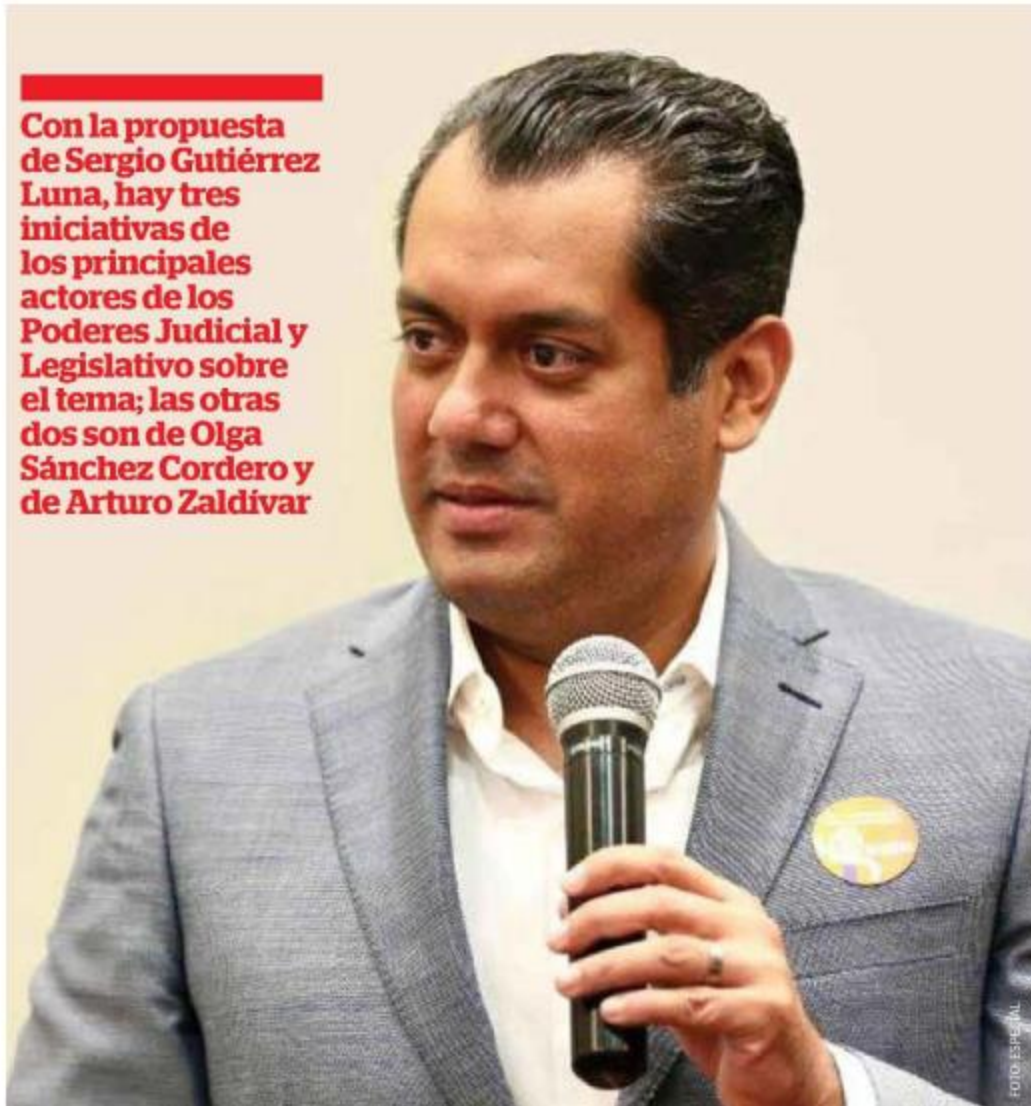 Con la propuesta
de Sergio Gutiérrez
Luna, hay tres
iniciativas de
los principales
actores de los
Poderes Judicial y
Legislativo sobre
el tema; las otras
dos son de Olga
Sánchez Cordero y
de Arturo Zaldívar
FOTO: ESPECIAL